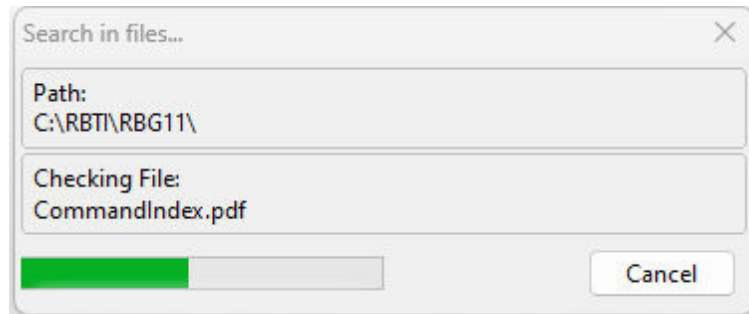 Search in files...
Path:
C:\RBTI\RBG11\
Checking File:
CommandIndex.pdf
Cancel